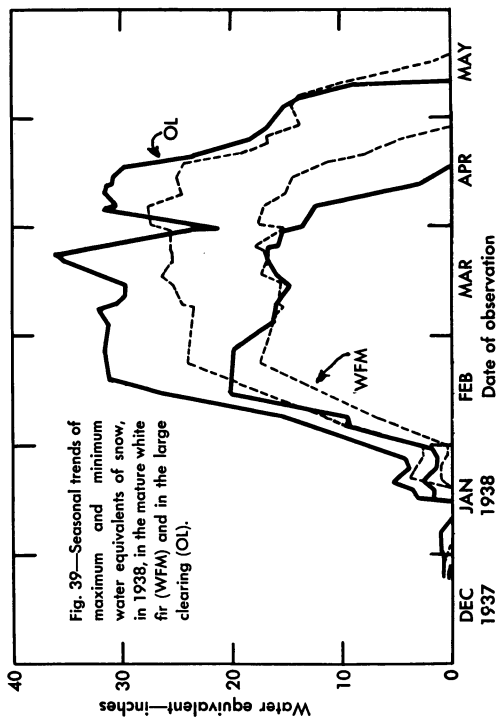 Fig. 39—Seasonal trends of
maximum and minimum
water equivalents of snow,
in 1938, in the mature white
fir (WFM) and in the large
clearing (OL).
Water equivalent—inches
40
30
20
10
0
OL
WFM
DEC JAN FEB MAR APR MAY
1937 1938
Date of observation